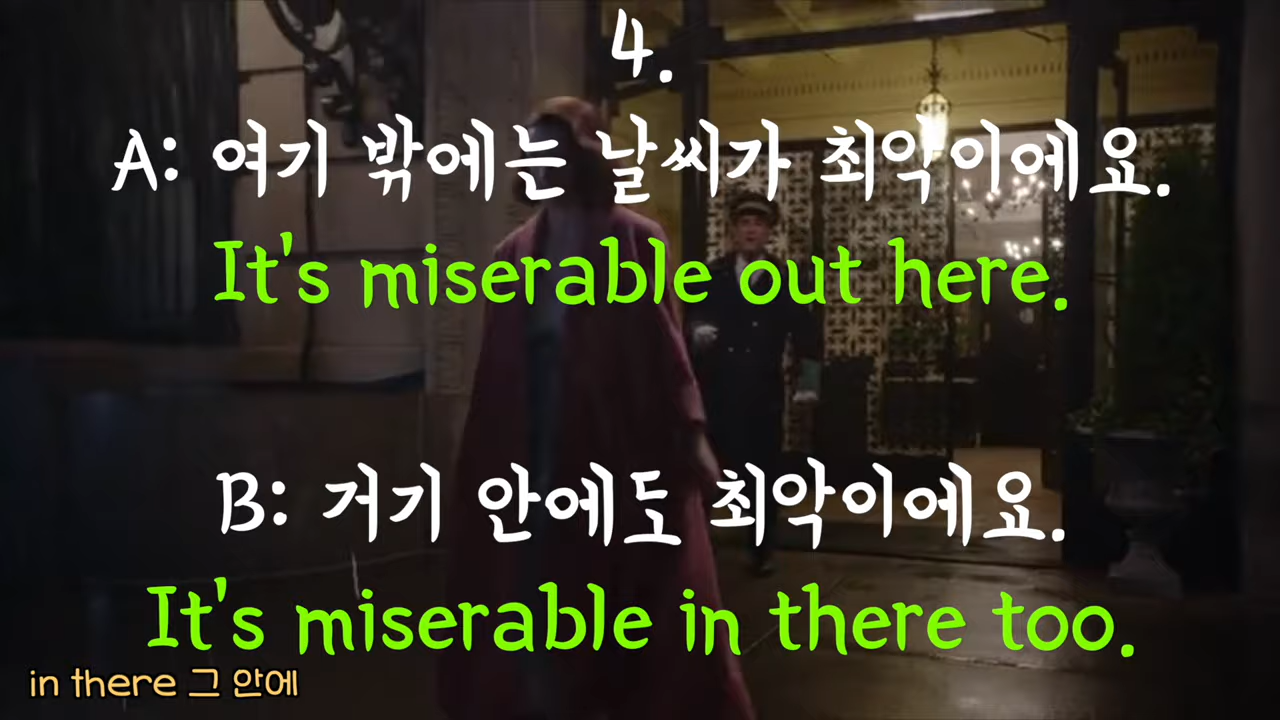 4.
A: 여기 밖에는 날씨가 최악이에요.
It's miserable out here.
B: 거기 안에도 최악이에요.
It's miserable in there too.
in there 그 안에